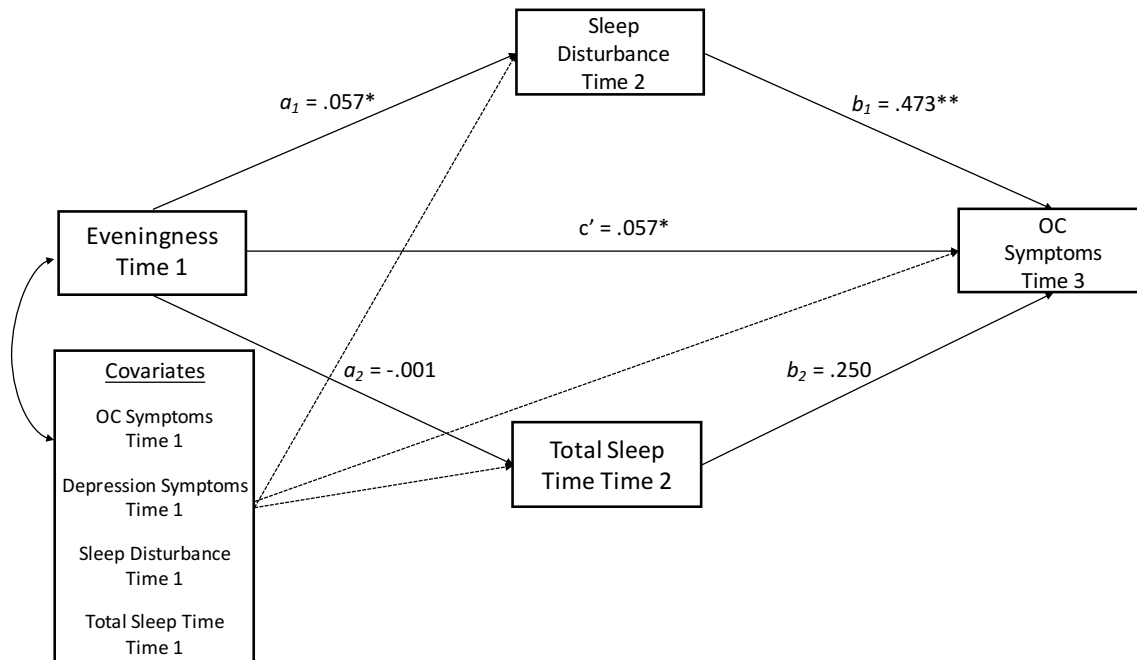 Sleep
Disturbance
Time 2
a1 = .057*
b1 = .473**
Eveningness
Time 1
c’ = .057*
OC
Symptoms
Time 3
a2 = -.001
b2 = .250
Covariates
OC Symptoms
Time 1
Depression Symptoms
Time 1
Sleep Disturbance
Time 1
Total Sleep Time
Time 1
Total Sleep
Time Time 2